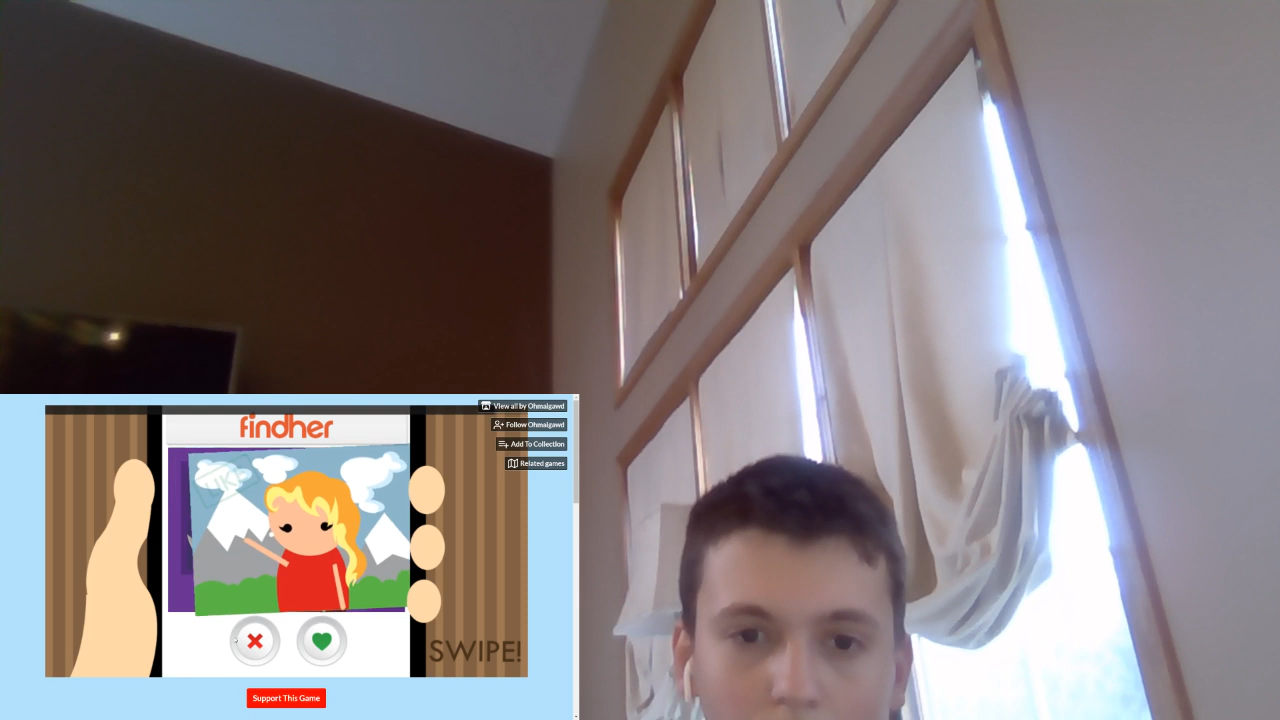 View all by Ohmaigawd
Follow Ohmaigawd
Add To Collection
Related games
findher
SWIPE!
Support This Game